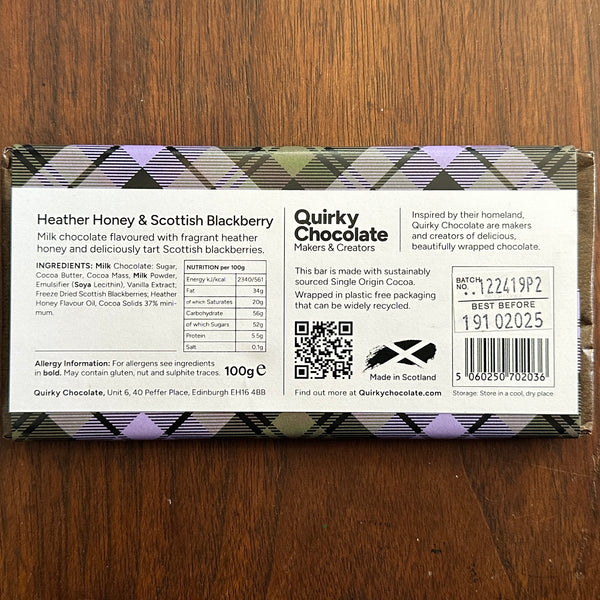 Heather Honey & Scottish Blackberry
Milk chocolate flavoured with fragrant heather
honey and deliciously tart Scottish blackberries.
INGREDIENTS: Milk Chocolate: Sugar,
Cocoa Butter, Cocoa Mass, Milk Powder,
Emulsifier (Soya Lecithin), Vanilla Extract;
Freeze Dried Scottish Blackberries; Heather
Honey Flavour Oil, Cocoa Solids 37% mini-
mum.
NUTRITION per 100g
Energy kJ/kcal 2340/561
Fat 34g
of which Saturates 20g
Carbohydrate 56g
of which Sugars 52g
Protein 5.5g
Salt 0.1g
Allergy Information: For allergens see ingredients
in bold. May contain gluten, nut and sulphite traces.
100g e
Quirky Chocolate, Unit 6, 40 Peffer Place, Edinburgh EH16 4BB
Quirky
Chocolate
Makers & Creators
Inspired by their homeland,
Quirky Chocolate are makers
and creators of delicious,
beautifully wrapped chocolate.
This bar is made with sustainably
sourced Single Origin Cocoa.
Wrapped in plastic free packaging
that can be widely recycled.
Made in Scotland
Find out more at Quirkychocolate.com
BATCH
NO. ..122419P2
BEST BEFORE
191 02025
5 060250 702036
Storage: Store in a cool, dry place.